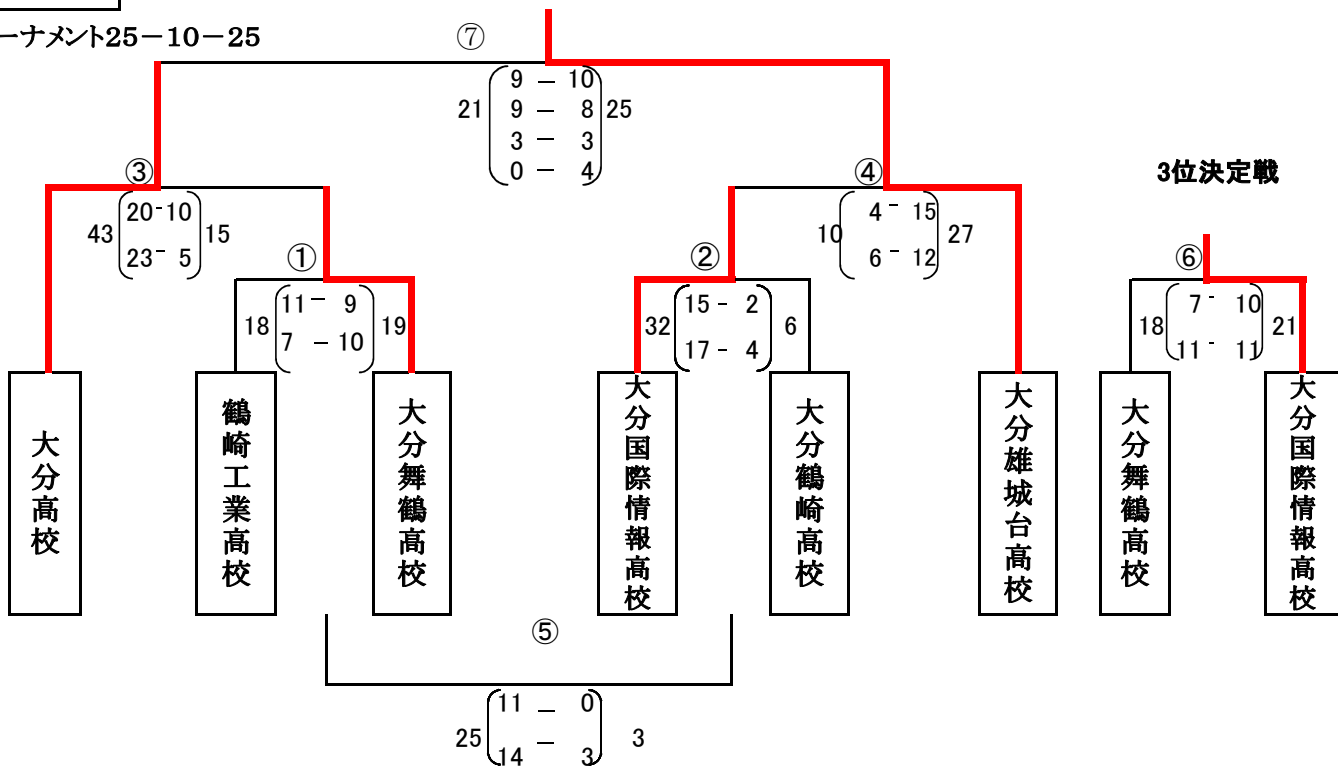 ーナメント25－10－25
⑦
21 9 － 10 25
9 － 8
3 － 3
0 － 4
③
43 20-10 15
23- 5
④
10 4 - 15 27
6 - 12
3位決定戦
①
18 11－ 9 19
7 －10
②
32 15 - 2 6
17 - 4
⑥
18 7 - 10 21
11 - 11
大分高校
鶴崎工業高校
大分舞鶴高校
大分国際情報高校
大分鶴崎高校
大分雄城台高校
大分舞鶴高校
大分国際情報高校
⑤
25 11 － 0 3
14 － 3